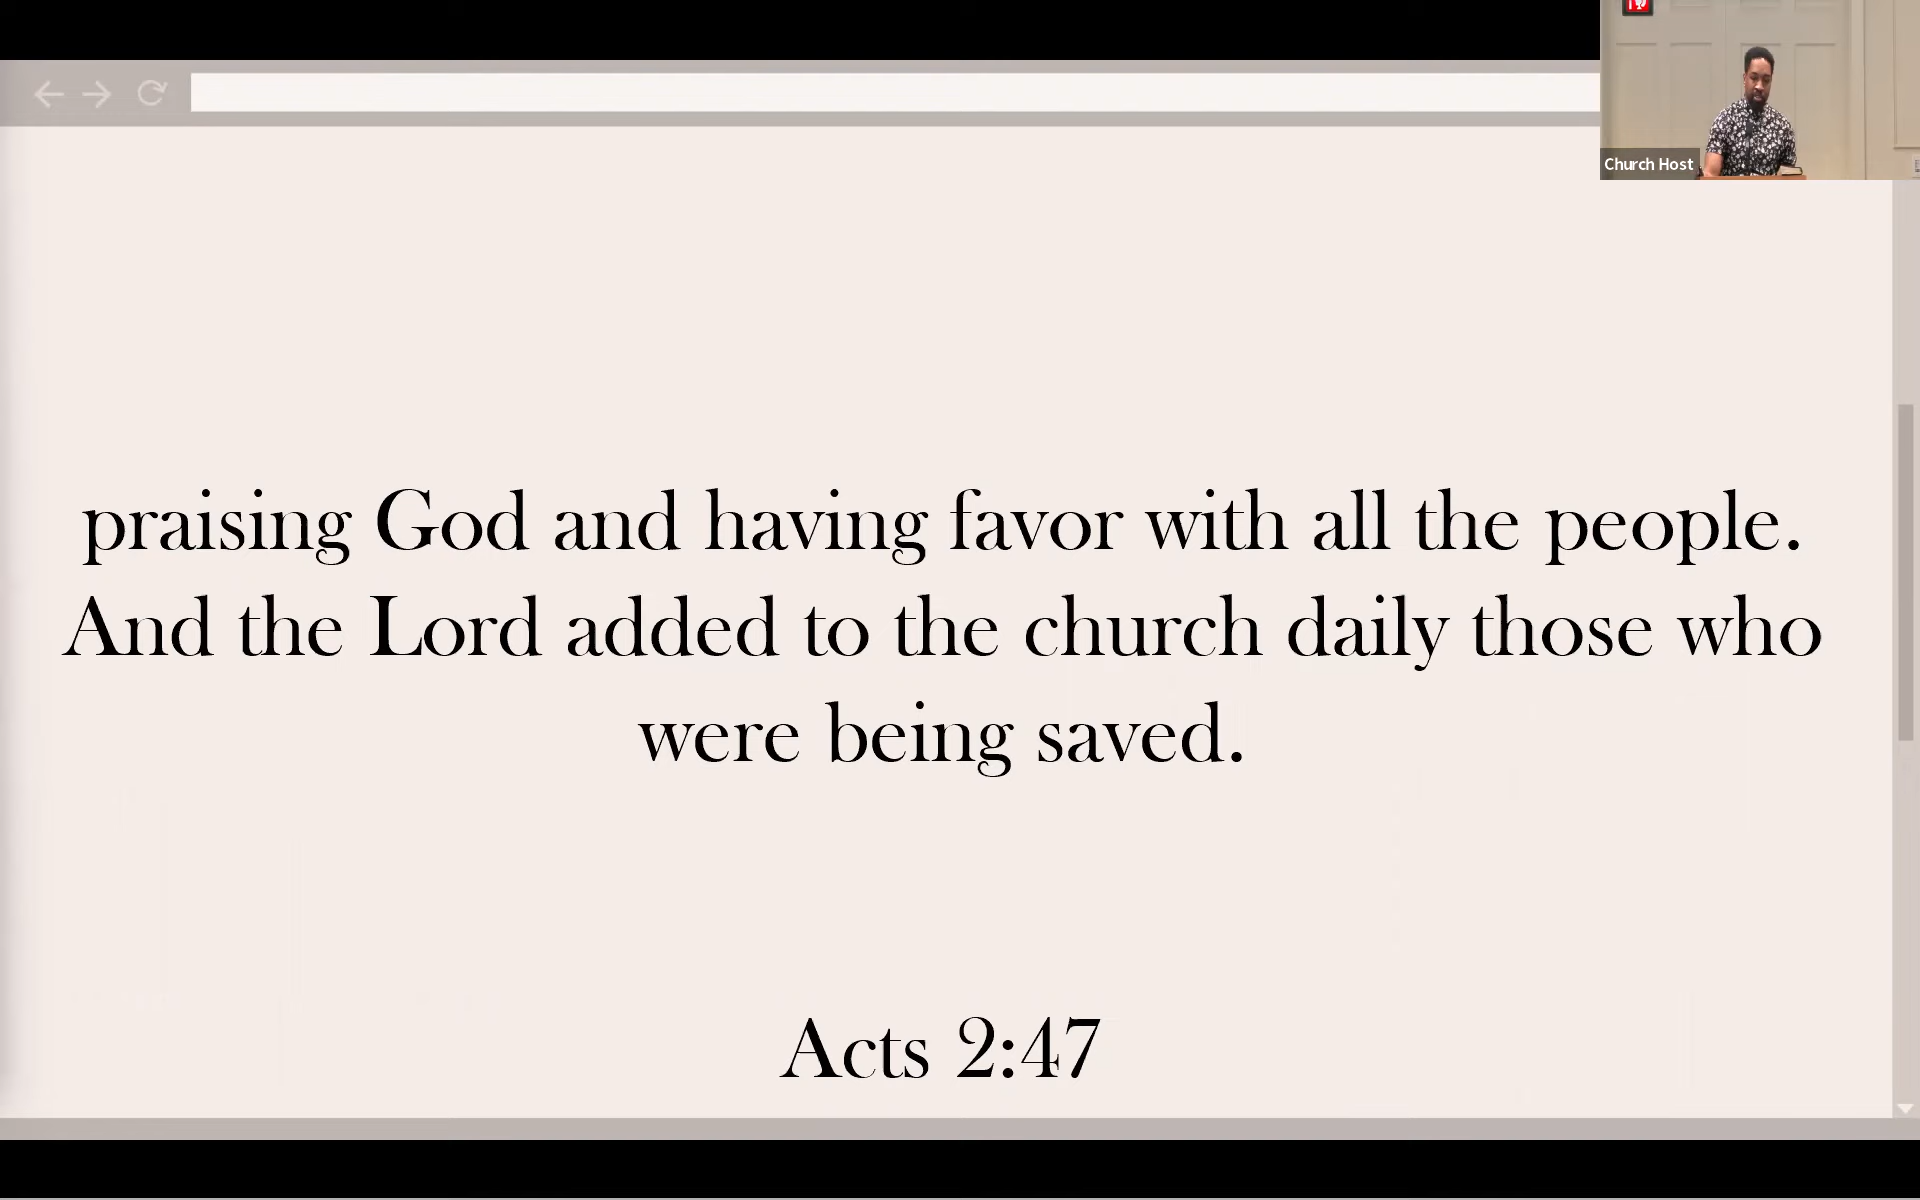 Church Host
praising God and having favor with all the people.
And the Lord added to the church daily those who
were being saved.
Acts 2:47